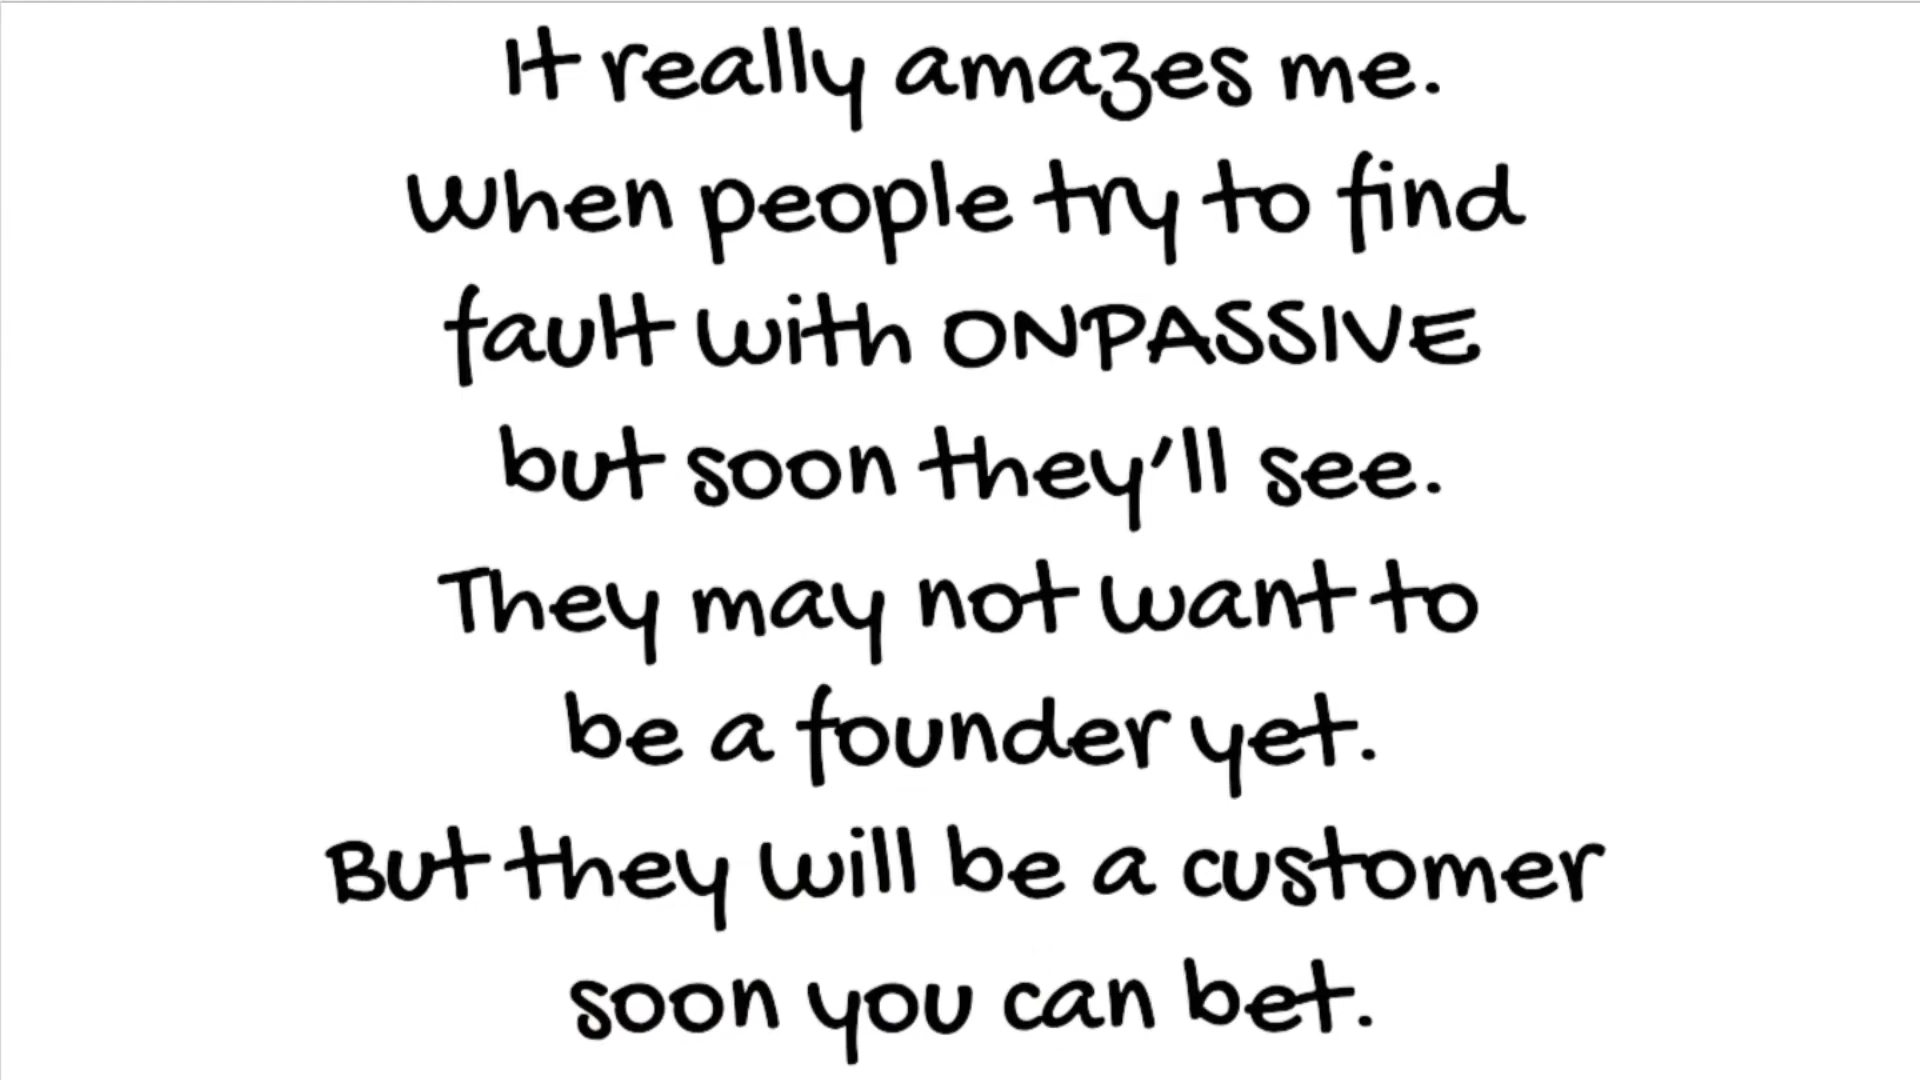 It really amazes me.
When people try to find
fault with ONPASSIVE
but soon they'll see.
They may not want to
be a founder yet.
But they will be a customer
soon you can bet.